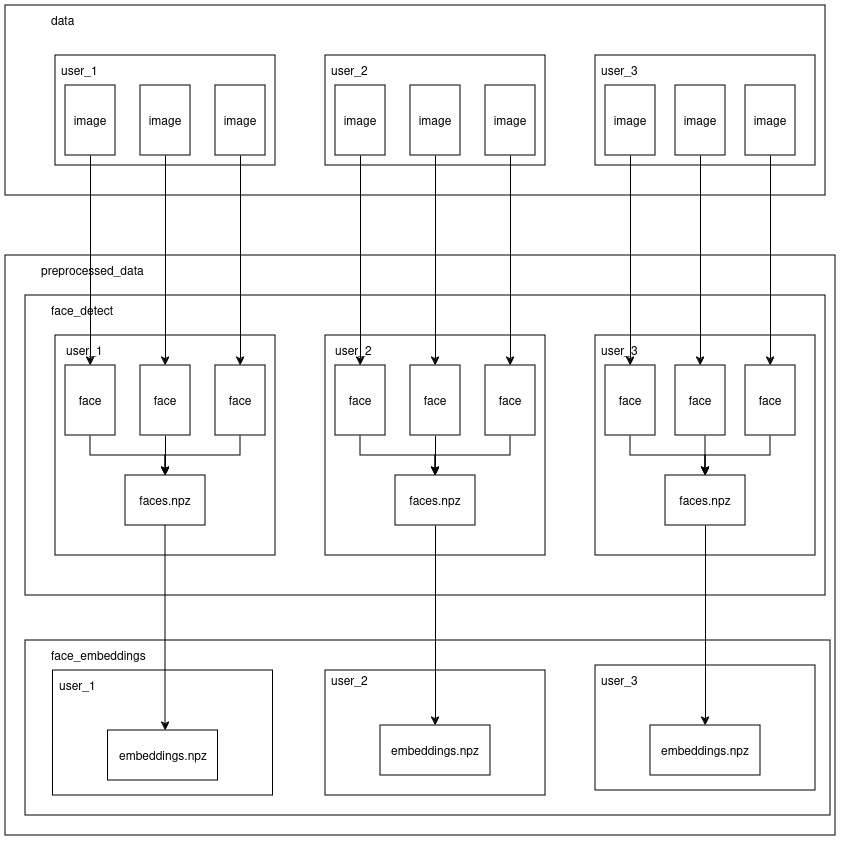 data
user_1
user_2
user_3
image
image
image
image
image
image
image
image
image
preprocessed_data
face_detect
user_1
user_2
user_3
face
face
face
face
face
face
face
face
face
faces.npz
faces.npz
faces.npz
face_embeddings
user_1
user_2
user_3
embeddings.npz
embeddings.npz
embeddings.npz